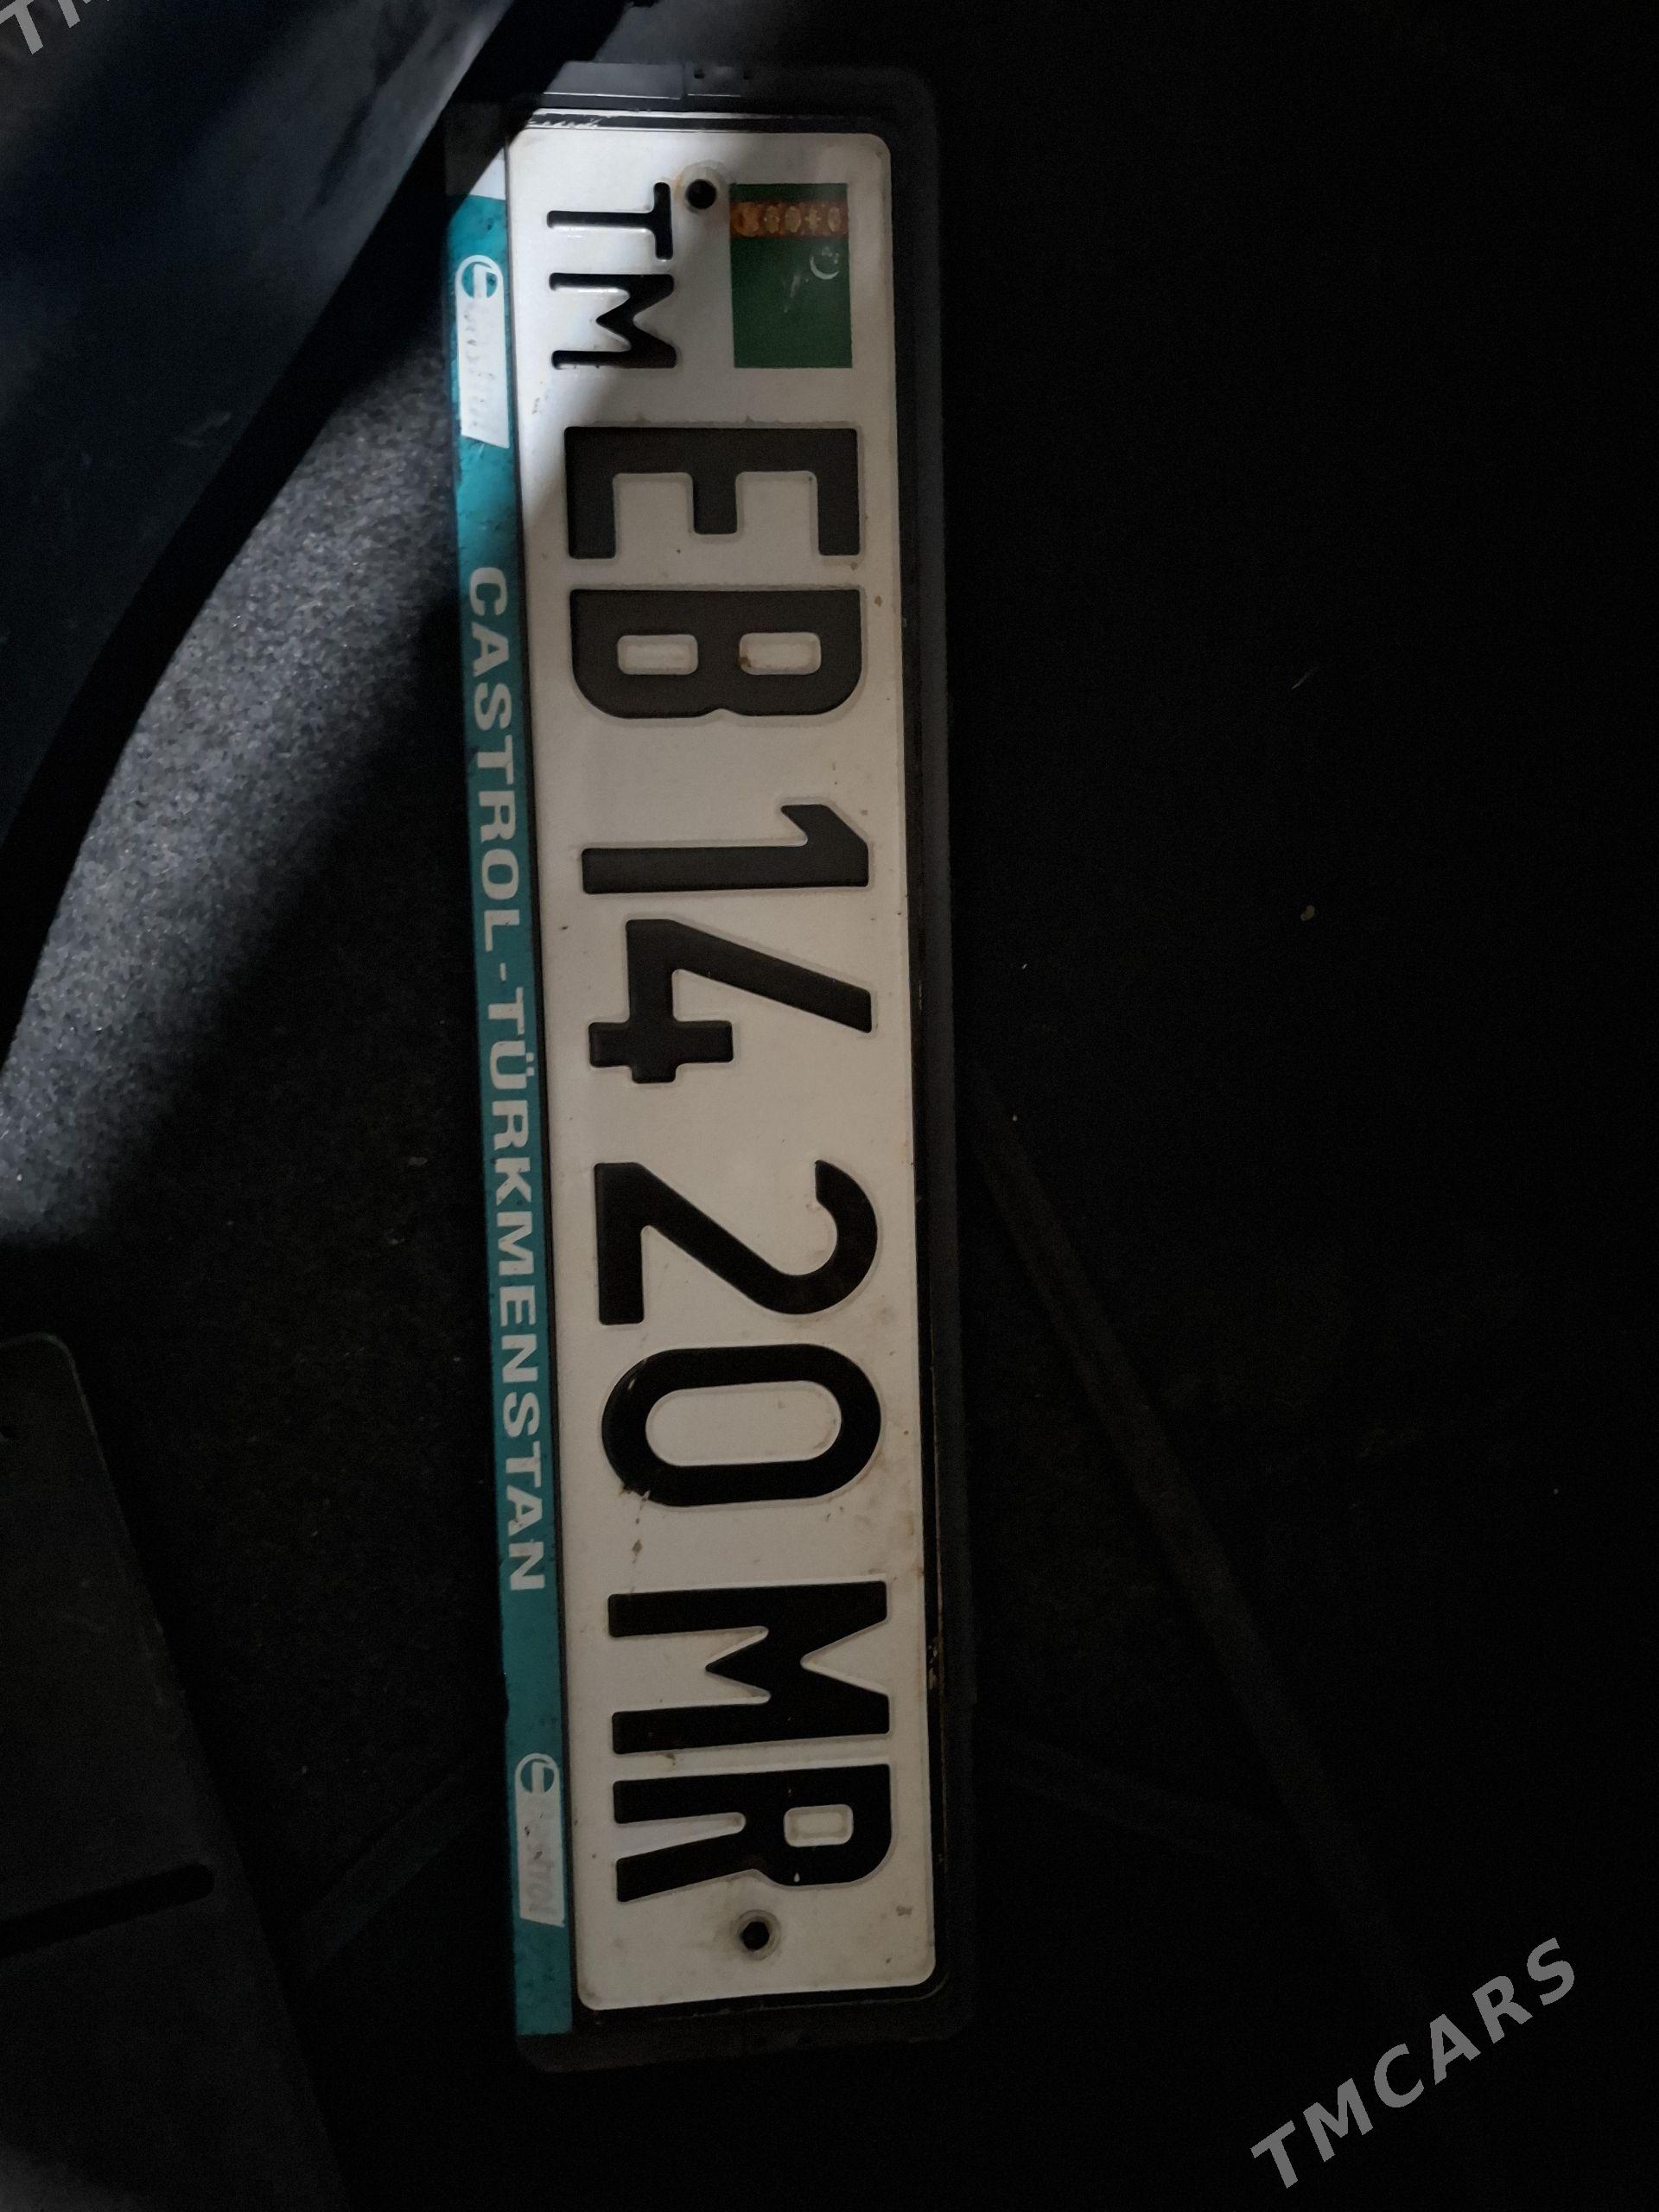 TM
EB 14 20 MR
CASTROL - TÜRKMENSTAN
TMCARS